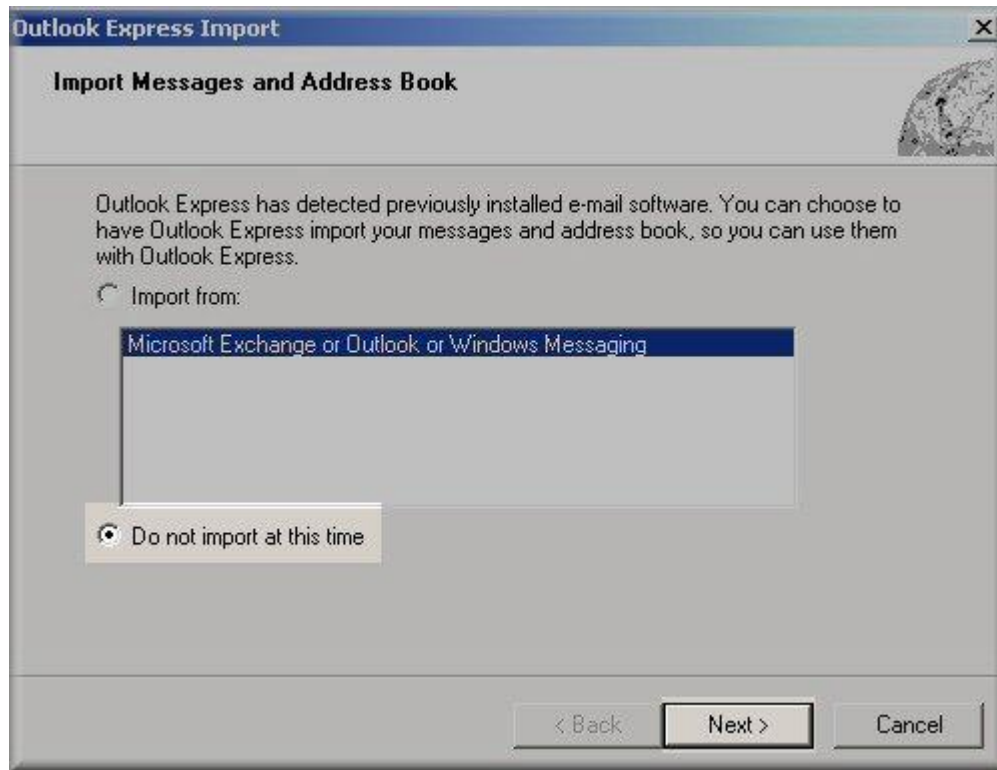 Outlook Express Import
Import Messages and Address Book
Outlook Express has detected previously installed e-mail software. You can choose to
have Outlook Express import your messages and address book, so you can use them
with Outlook Express.
Import from:
Microsoft Exchange or Outlook or Windows Messaging
Do not import at this time
< Back Next > Cancel